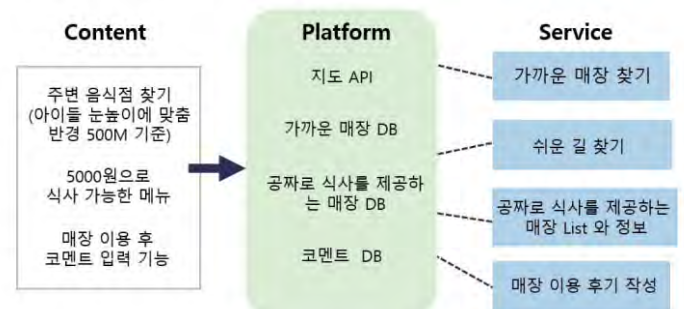 Content
주변 음식점 찾기
(아이들 눈높이에 맞춤
반경 500M 기준)
5000원으로
식사 가능한 메뉴
매장 이용 후
코멘트 입력 기능
Platform
지도 API
가까운 매장 DB
공짜로 식사를 제공하
는 매장 DB
코멘트 DB
Service
가까운 매장 찾기
쉬운 길 찾기
공짜로 식사를 제공하는
매장 List 와 정보
매장 이용 후기 작성